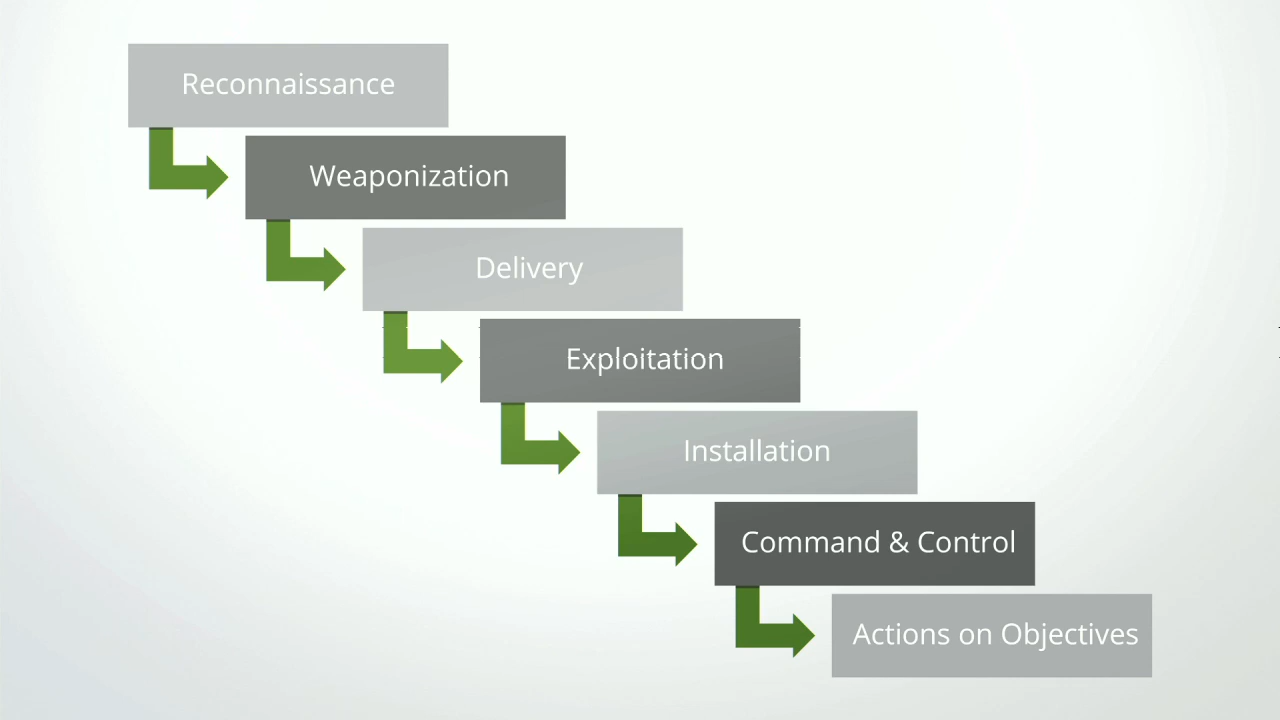 Reconnaissance
Weaponization
Delivery
Exploitation
Installation
Command & Control
Actions on Objectives